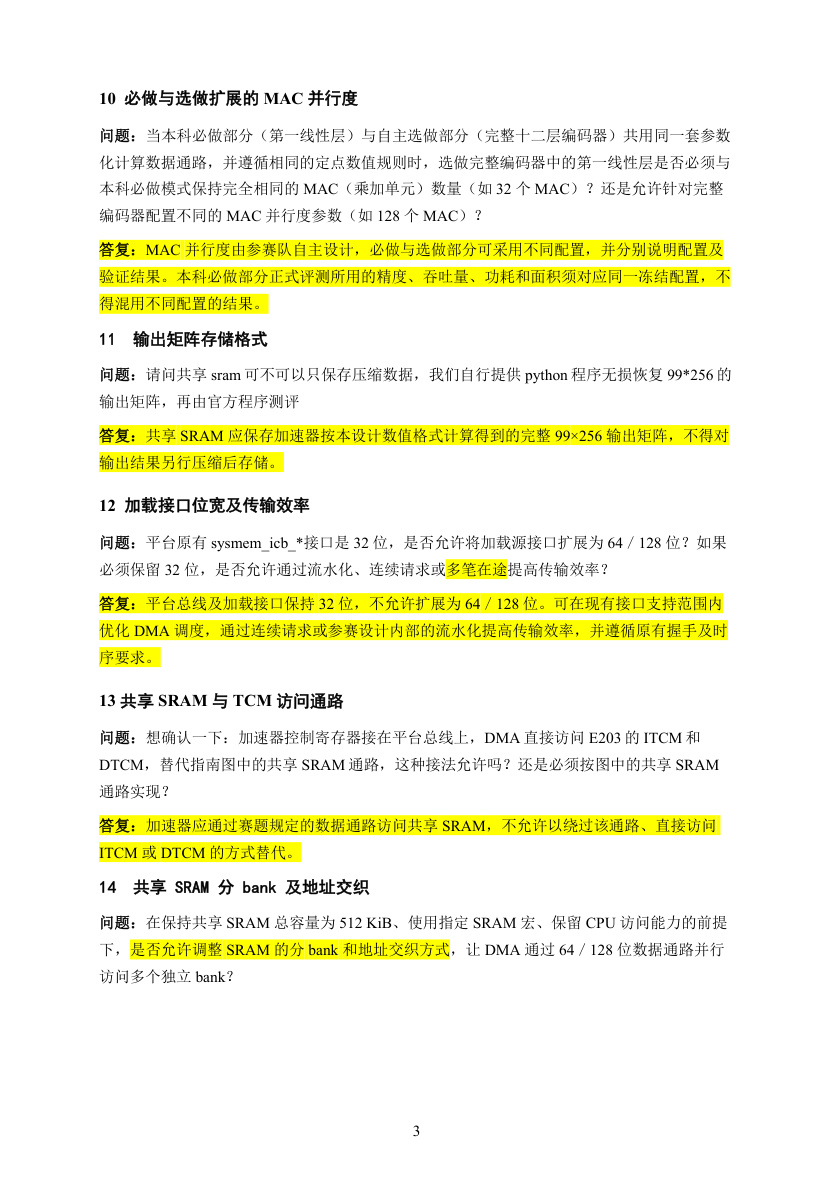 10 必做与选做扩展的 MAC 并行度
问题：当本科必做部分（第一线性层）与自主选做部分（完整十二层编码器）共用同一套参数
化计算数据通路，并遵循相同的定点数值规则时，选做完整编码器中的第一线性层是否必须与
本科必做模式保持完全相同的 MAC（乘加单元）数量（如 32 个 MAC）？还是允许针对完整
编码器配置不同的 MAC 并行度参数（如 128 个 MAC）？
答复：MAC 并行度由参赛队自主设计，必做与选做部分可采用不同配置，并分别说明配置及
验证结果。本科必做部分正式评测所用的精度、吞吐量、功耗和面积须对应同一冻结配置，不
得混用不同配置的结果。
11 输出矩阵存储格式
问题：请问共享 sram 可不可以只保存压缩数据，我们自行提供 python 程序无损恢复 99*256 的
输出矩阵，再由官方程序测评
答复：共享 SRAM 应保存加速器按本设计数值格式计算得到的完整 99×256 输出矩阵，不得对
输出结果另行压缩后存储。
12 加载接口位宽及传输效率
问题：平台原有 sysmem_icb_*接口是 32 位，是否允许将加载源接口扩展为 64／128 位？如果
必须保留 32 位，是否允许通过流水化、连续请求或多笔在途提高传输效率？
答复：平台总线及加载接口保持 32 位，不允许扩展为 64／128 位。可在现有接口支持范围内
优化 DMA 调度，通过连续请求或参赛设计内部的流水化提高传输效率，并遵循原有握手及时
序要求。
13 共享 SRAM 与 TCM 访问通路
问题：想确认一下：加速器控制寄存器接在平台总线上，DMA 直接访问 E203 的 ITCM 和
DTCM，替代指南图中的共享 SRAM 通路，这种接法允许吗？还是必须按图中的共享 SRAM
通路实现？
答复：加速器应通过赛题规定的数据通路访问共享 SRAM，不允许以绕过该通路、直接访问
ITCM 或 DTCM 的方式替代。
14 共享 SRAM 分 bank 及地址交织
问题：在保持共享 SRAM 总容量为 512 KiB、使用指定 SRAM 宏、保留 CPU 访问能力的前提
下，是否允许调整 SRAM 的分 bank 和地址交织方式，让 DMA 通过 64／128 位数据通路并行
访问多个独立 bank？
3